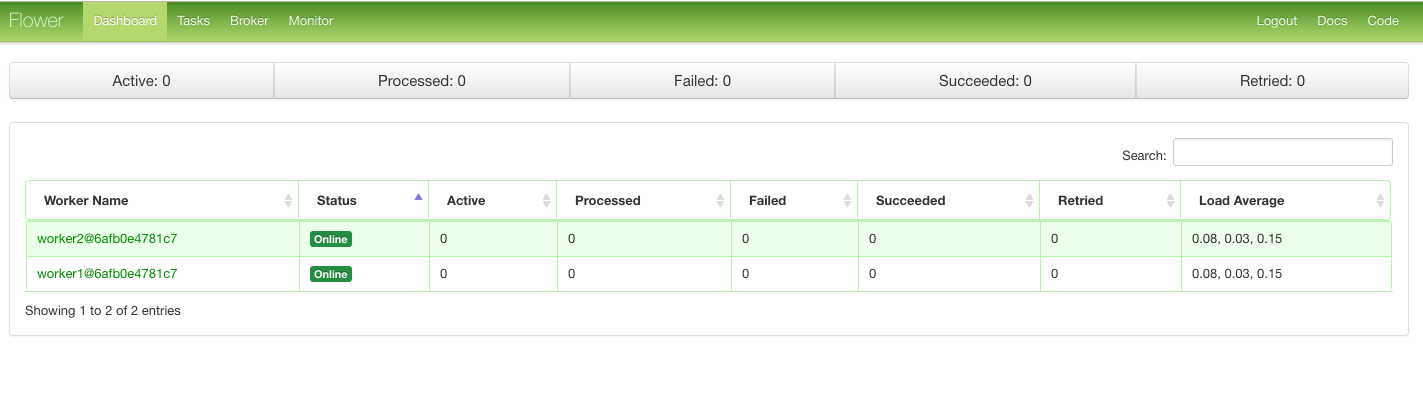 Flower Dashboard Tasks Broker Monitor Logout Docs Code
Active: 0 Processed: 0 Failed: 0 Succeeded: 0 Retried: 0
Search:
Worker Name Status Active Processed Failed Succeeded Retried Load Average
worker2@6afb0e4781c7 Online 0 0 0 0 0 0.08, 0.03, 0.15
worker1@6afb0e4781c7 Online 0 0 0 0 0 0.08, 0.03, 0.15
Showing 1 to 2 of 2 entries